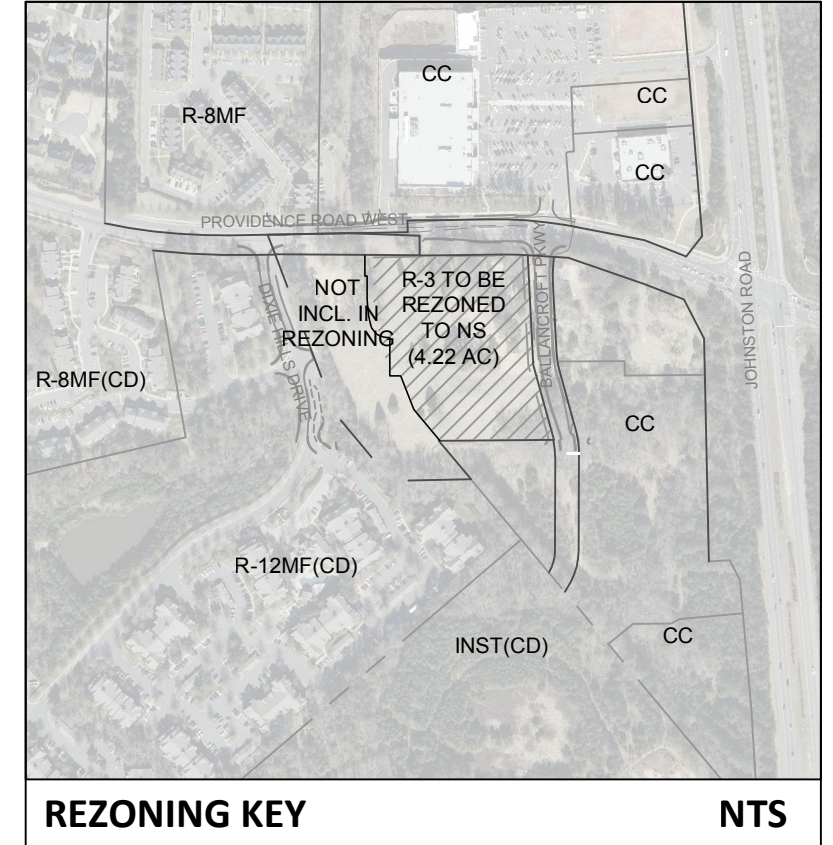 CC
CC
R-8MF
CC
PROVIDENCE ROAD WEST
JOHNSTON ROAD
BALLANCROFT PKWY
DIXIE HILLS DRIVE
NOT
INCL. IN
REZONING
R-3 TO BE
REZONED
TO NS
(4.22 AC)
R-8MF(CD)
CC
R-12MF(CD)
INST(CD)
CC
REZONING KEY
NTS